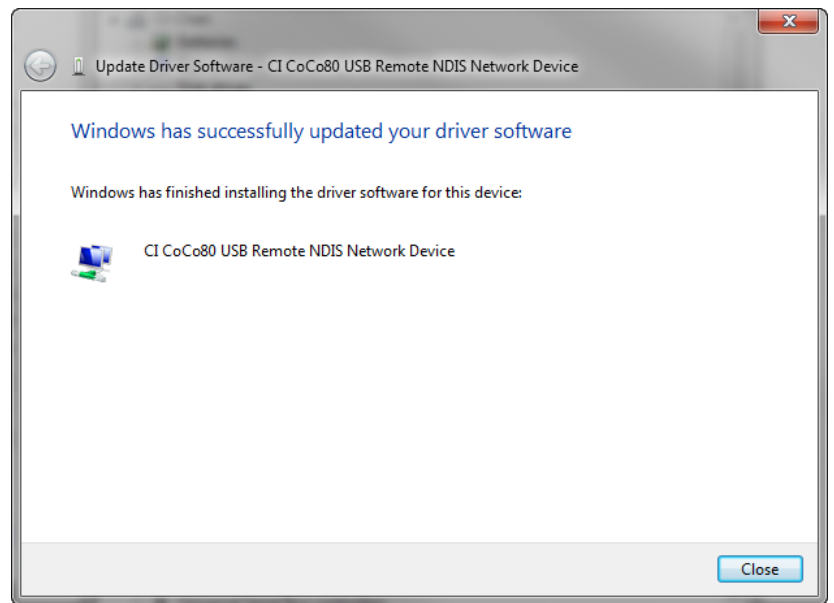 Update Driver Software - CI CoCo80 USB Remote NDIS Network Device
Windows has successfully updated your driver software
Windows has finished installing the driver software for this device:
CI CoCo80 USB Remote NDIS Network Device
Close